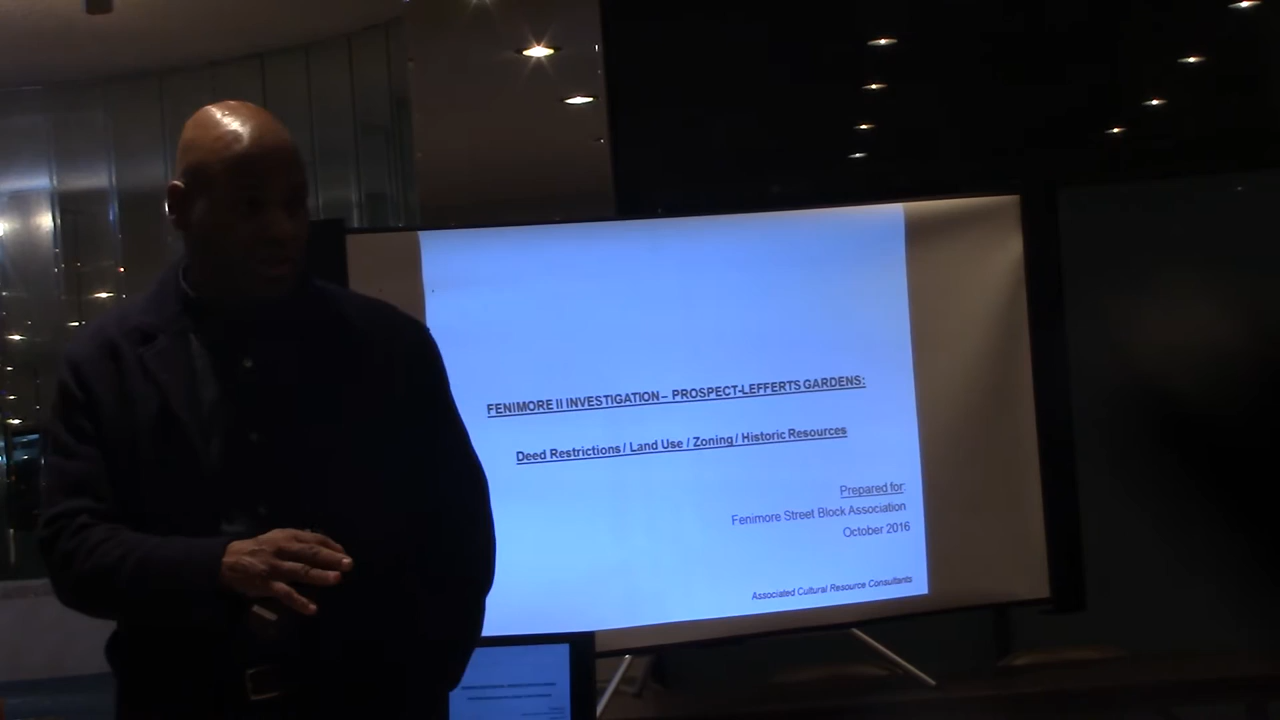 FENIMORE II INVESTIGATION – PROSPECT-LEFFERTS GARDENS:
Deed Restrictions / Land Use / Zoning / Historic Resources
Prepared for:
Fenimore Street Block Association
October 2016
Associated Cultural Resource Consultants